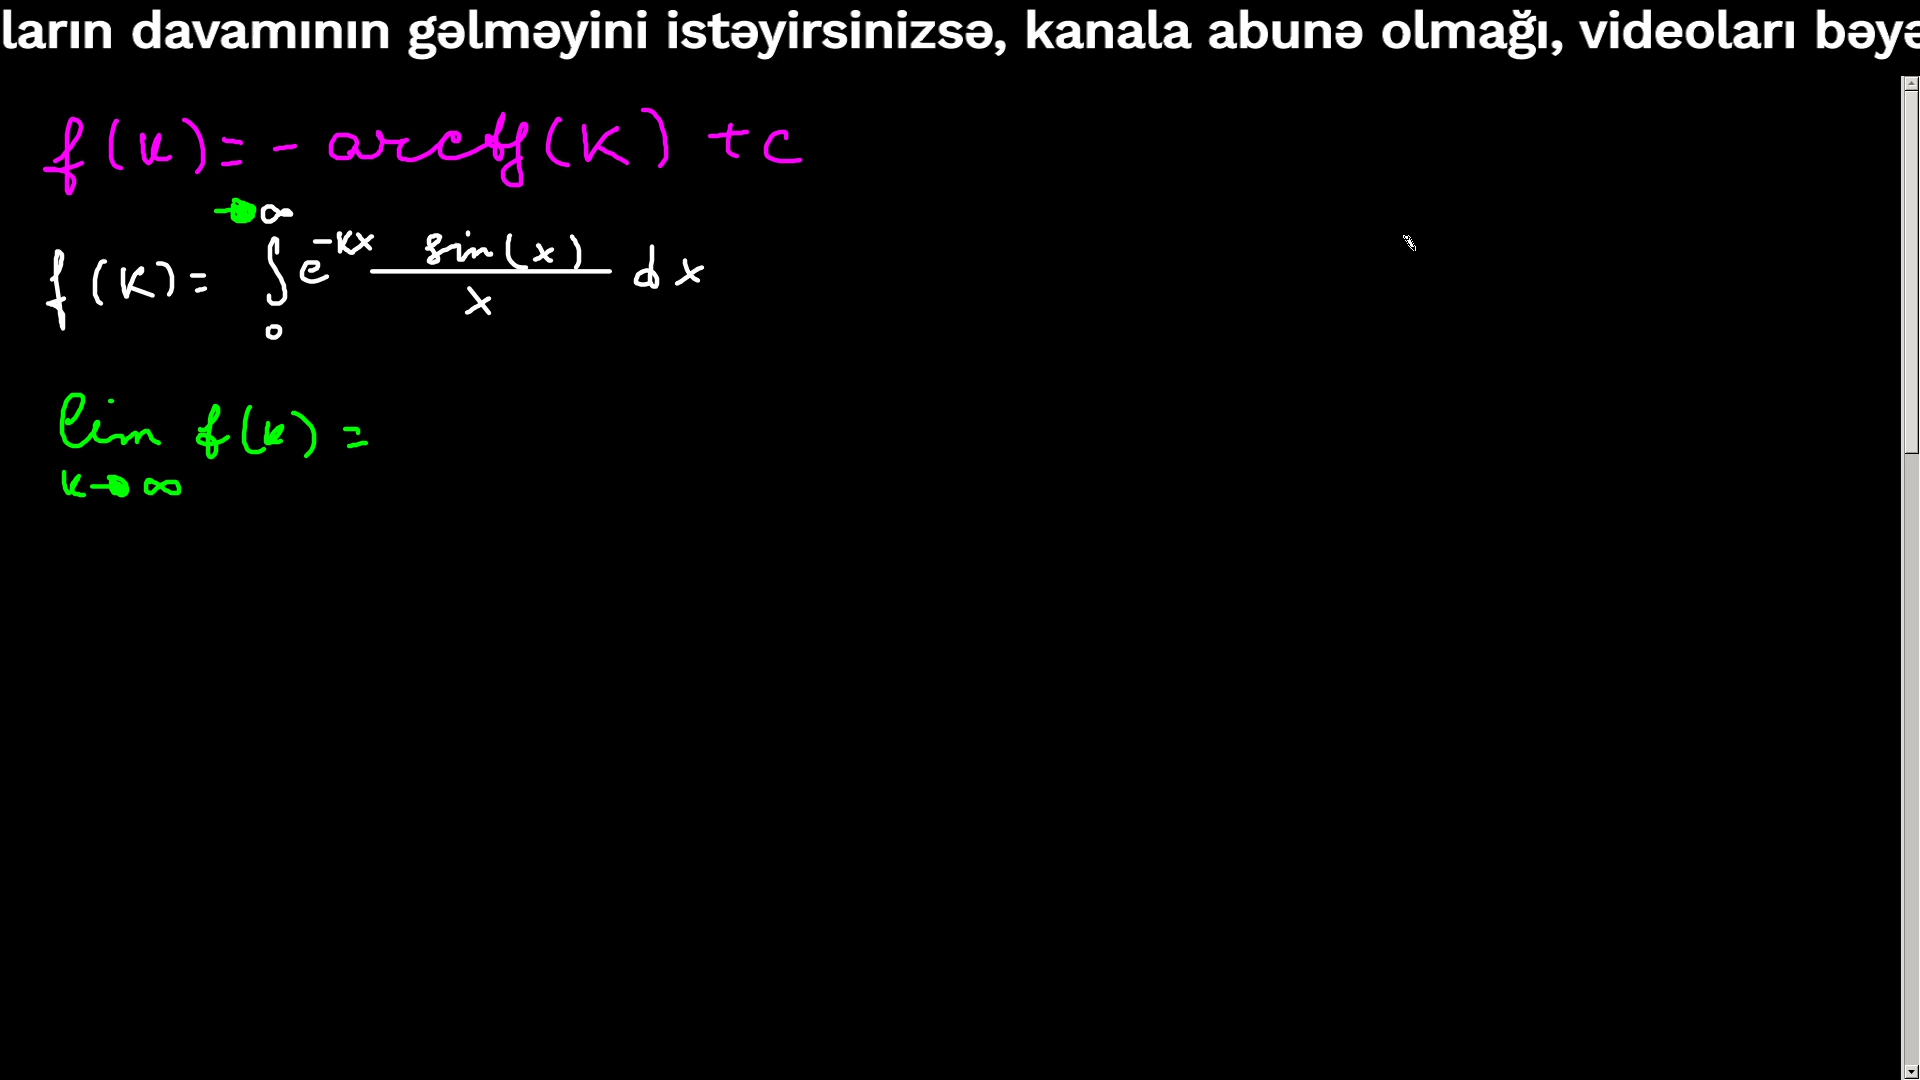 ların davamının gəlməyini istəyirsinizsə, kanala abunə olmağı, videoları bəyə
f(k) = - arctg(k) + c
f(k) = ∫₀^∞ e^(-kx) sin(x)/x dx
lim f(k) =
k→∞